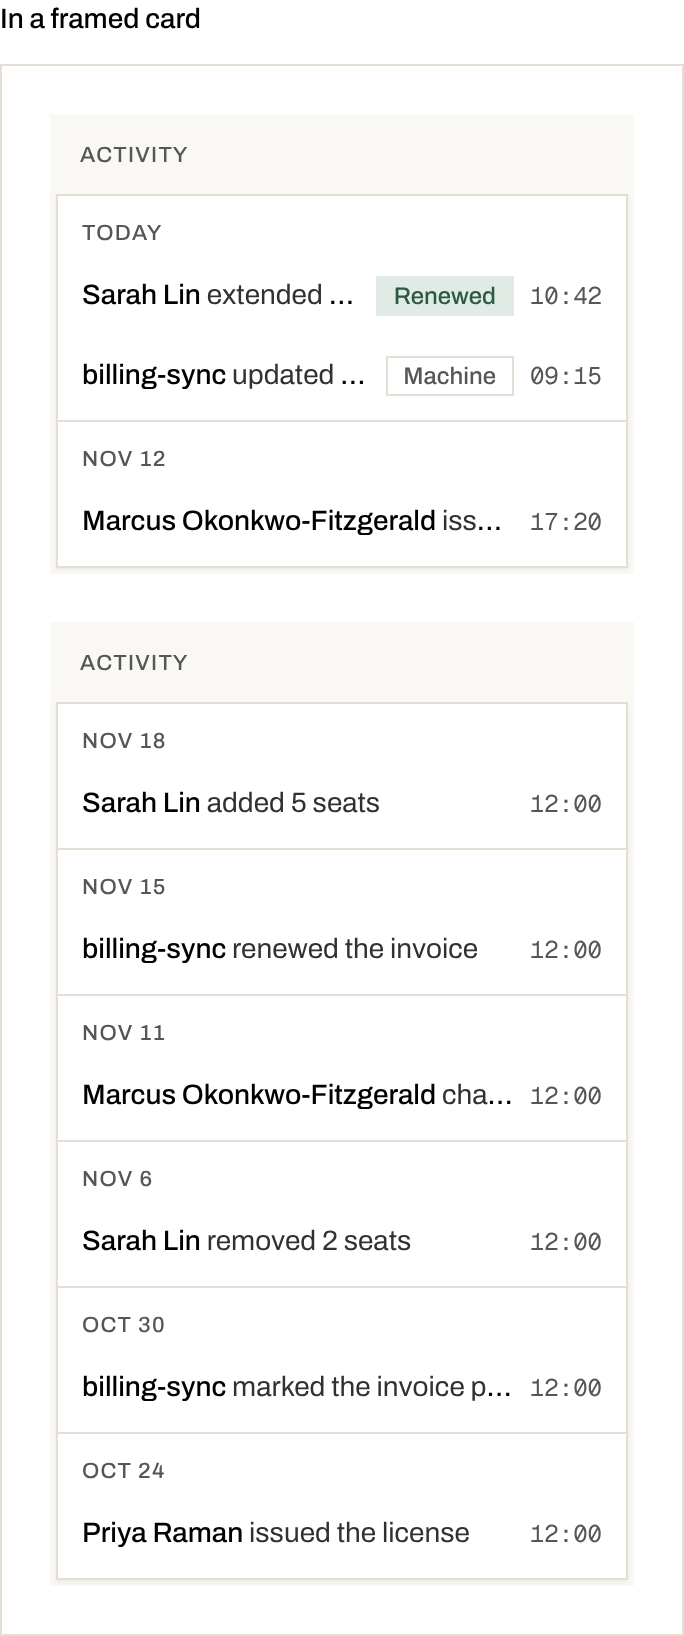 In a framed card
ACTIVITY
TODAY
Sarah Lin extended ... Renewed 10:42
billing-sync updated ... Machine 09:15
NOV 12
Marcus Okonkwo-Fitzgerald iss... 17:20
ACTIVITY
NOV 18
Sarah Lin added 5 seats 12:00
NOV 15
billing-sync renewed the invoice 12:00
NOV 11
Marcus Okonkwo-Fitzgerald cha... 12:00
NOV 6
Sarah Lin removed 2 seats 12:00
OCT 30
billing-sync marked the invoice p... 12:00
OCT 24
Priya Raman issued the license 12:00